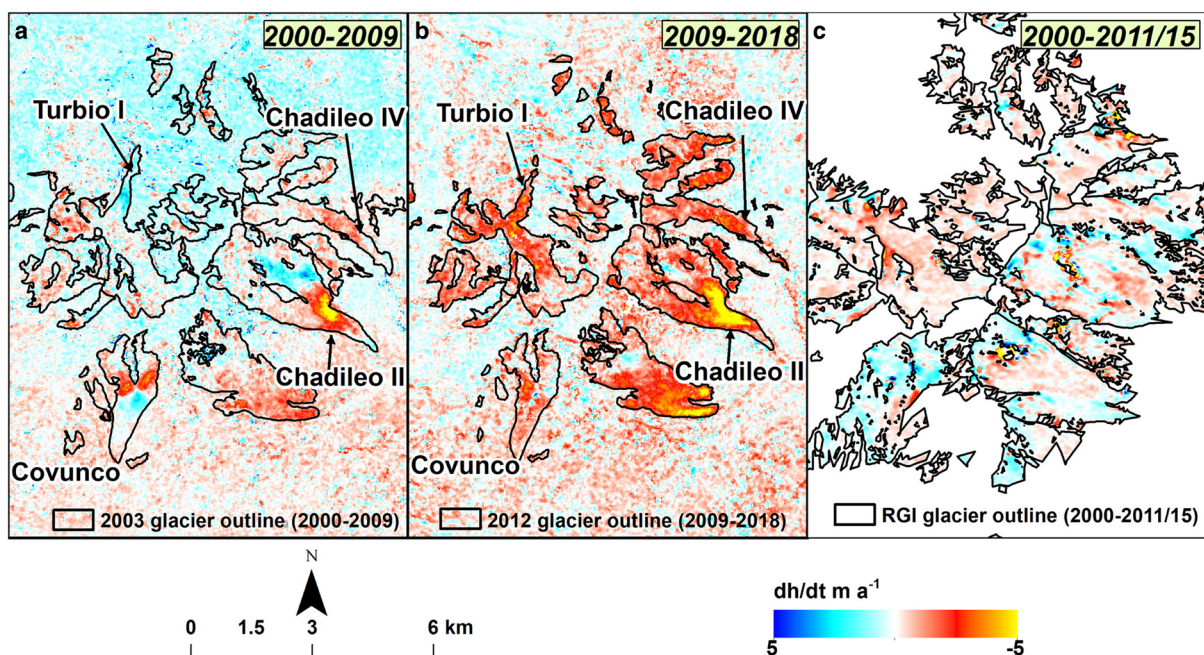 a
2000-2009
Turbio I
Chadileo IV
Chadileo II
Covunco
2003 glacier outline (2000-2009)
b
2009-2018
Turbio I
Chadileo IV
Chadileo II
Covunco
2012 glacier outline (2009-2018)
c
2000-2011/15
RGI glacier outline (2000-2011/15)
N
0 1.5 3 6 km
dh/dt m a⁻¹
5 -5